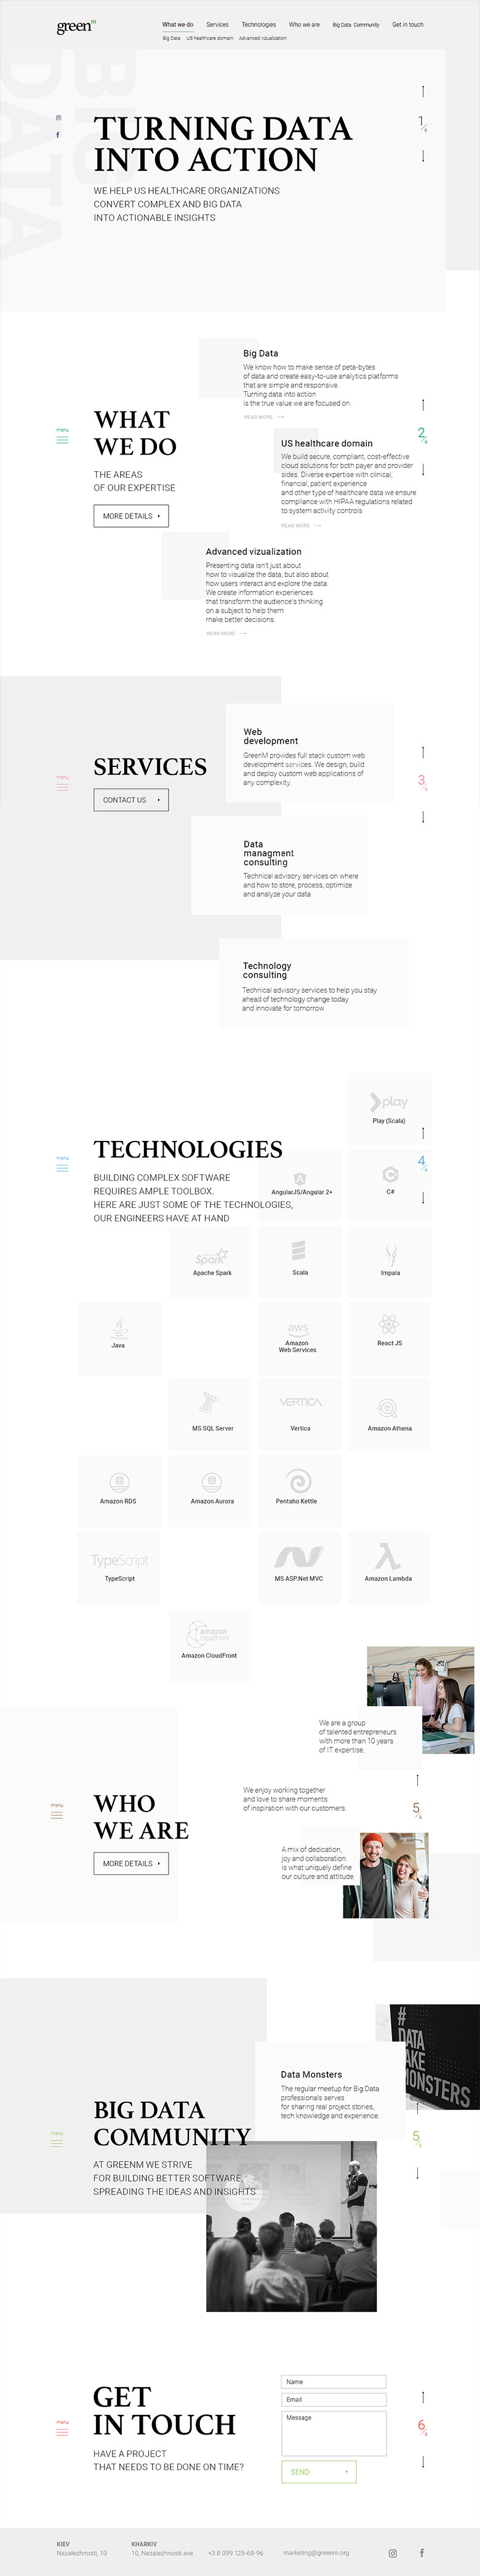 green m
What we do
Services
Technologies
Who we are
Big Data Community
Get in touch
Big Data
US healthcare domain
Advanced vizualization
BIG
DATA
TURNING DATA
INTO ACTION
WE HELP US HEALTHCARE ORGANIZATIONS
CONVERT COMPLEX AND BIG DATA
INTO ACTIONABLE INSIGHTS
1/6
Big Data
We know how to make sense of peta-bytes
of data and create easy-to-use analytics platforms
that are simple and responsive.
Turning data into action
is the true value we are focused on.
READ MORE
menu
WHAT
WE DO
THE AREAS
OF OUR EXPERTISE
MORE DETAILS
2/6
US healthcare domain
We build secure, compliant, cost-effective
cloud solutions for both payer and provider
sides. Diverse expertise with clinical,
financial, patient experience
and other type of healthcare data we ensure
compliance with HIPAA regulations related
to system activity controls.
READ MORE
Advanced vizualization
Presenting data isn't just about
how to visualize the data, but also about
how users interact and explore the data.
We create information experiences
that transform the audience's thinking
on a subject to help them
make better decisions.
READ MORE
menu
SERVICES
CONTACT US
3/6
Web
development
GreenM provides full stack custom web
development services. We design, build
and deploy custom web applications of
any complexity.
Data
managment
consulting
Technical advisory services on where
and how to store, process, optimize
and analyze your data
Technology
consulting
Technical advisory services to help you stay
ahead of technology change today
and innovate for tomorrow
menu
TECHNOLOGIES
BUILDING COMPLEX SOFTWARE
REQUIRES AMPLE TOOLBOX.
HERE ARE JUST SOME OF THE TECHNOLOGIES,
OUR ENGINEERS HAVE AT HAND
4/6
play
Play (Scala)
AngularJS/Angular 2+
C#
Spark
Apache Spark
Scala
Impala
Java
aws
Amazon
Web Services
React JS
MS SQL Server
VERTICA
Vertica
Amazon Athena
Amazon RDS
Amazon Aurora
Pentaho Kettle
TypeScript
TypeScript
MS ASP.Net MVC
Amazon Lambda
amazon
cloudfront
Amazon CloudFront
menu
WHO
WE ARE
MORE DETAILS
We are a group
of talented entrepreneurs
with more than 10 years
of IT expertise.
We enjoy working together
and love to share moments
of inspiration with our customers.
5/6
A mix of dedication,
joy and collaboration
is what uniquely define
our culture and attitude
menu
BIG DATA
COMMUNITY
AT GREENM WE STRIVE
FOR BUILDING BETTER SOFTWARE,
SPREADING THE IDEAS AND INSIGHTS
#
DATA
AKE
MONSTERS
Data Monsters
The regular meetup for Big Data
professionals serves
for sharing real project stories,
tech knowledge and experience.
5/6
menu
GET
IN TOUCH
HAVE A PROJECT
THAT NEEDS TO BE DONE ON TIME?
Name
Email
Message
SEND
6/6
KIEV
Nezalezhnosti, 10
KHARKIV
10, Nezalezhnosti ave.
+3 8 099 125-68-96
marketing@greenm.org